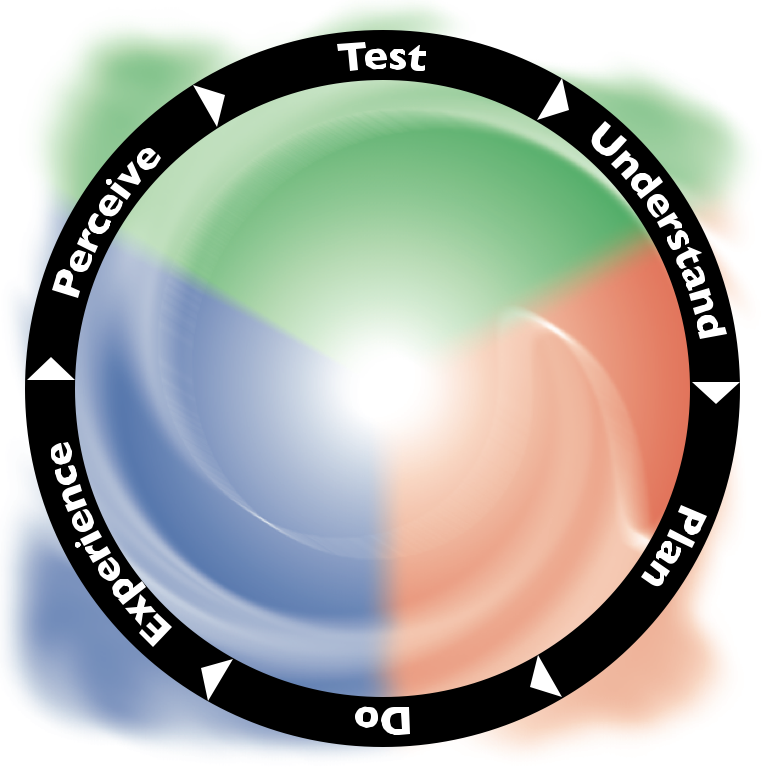 Test
Understand
Plan
Do
Experience
Perceive